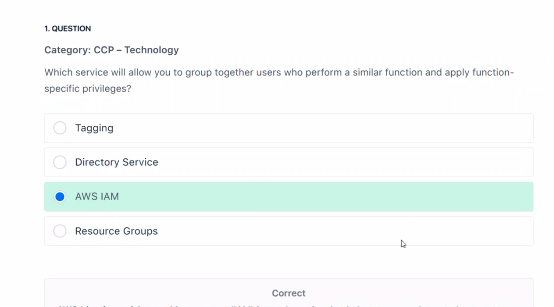 1. QUESTION
Category: CCP – Technology
Which service will allow you to group together users who perform a similar function and apply function-
specific privileges?
Tagging
Directory Service
AWS IAM
Resource Groups
Correct